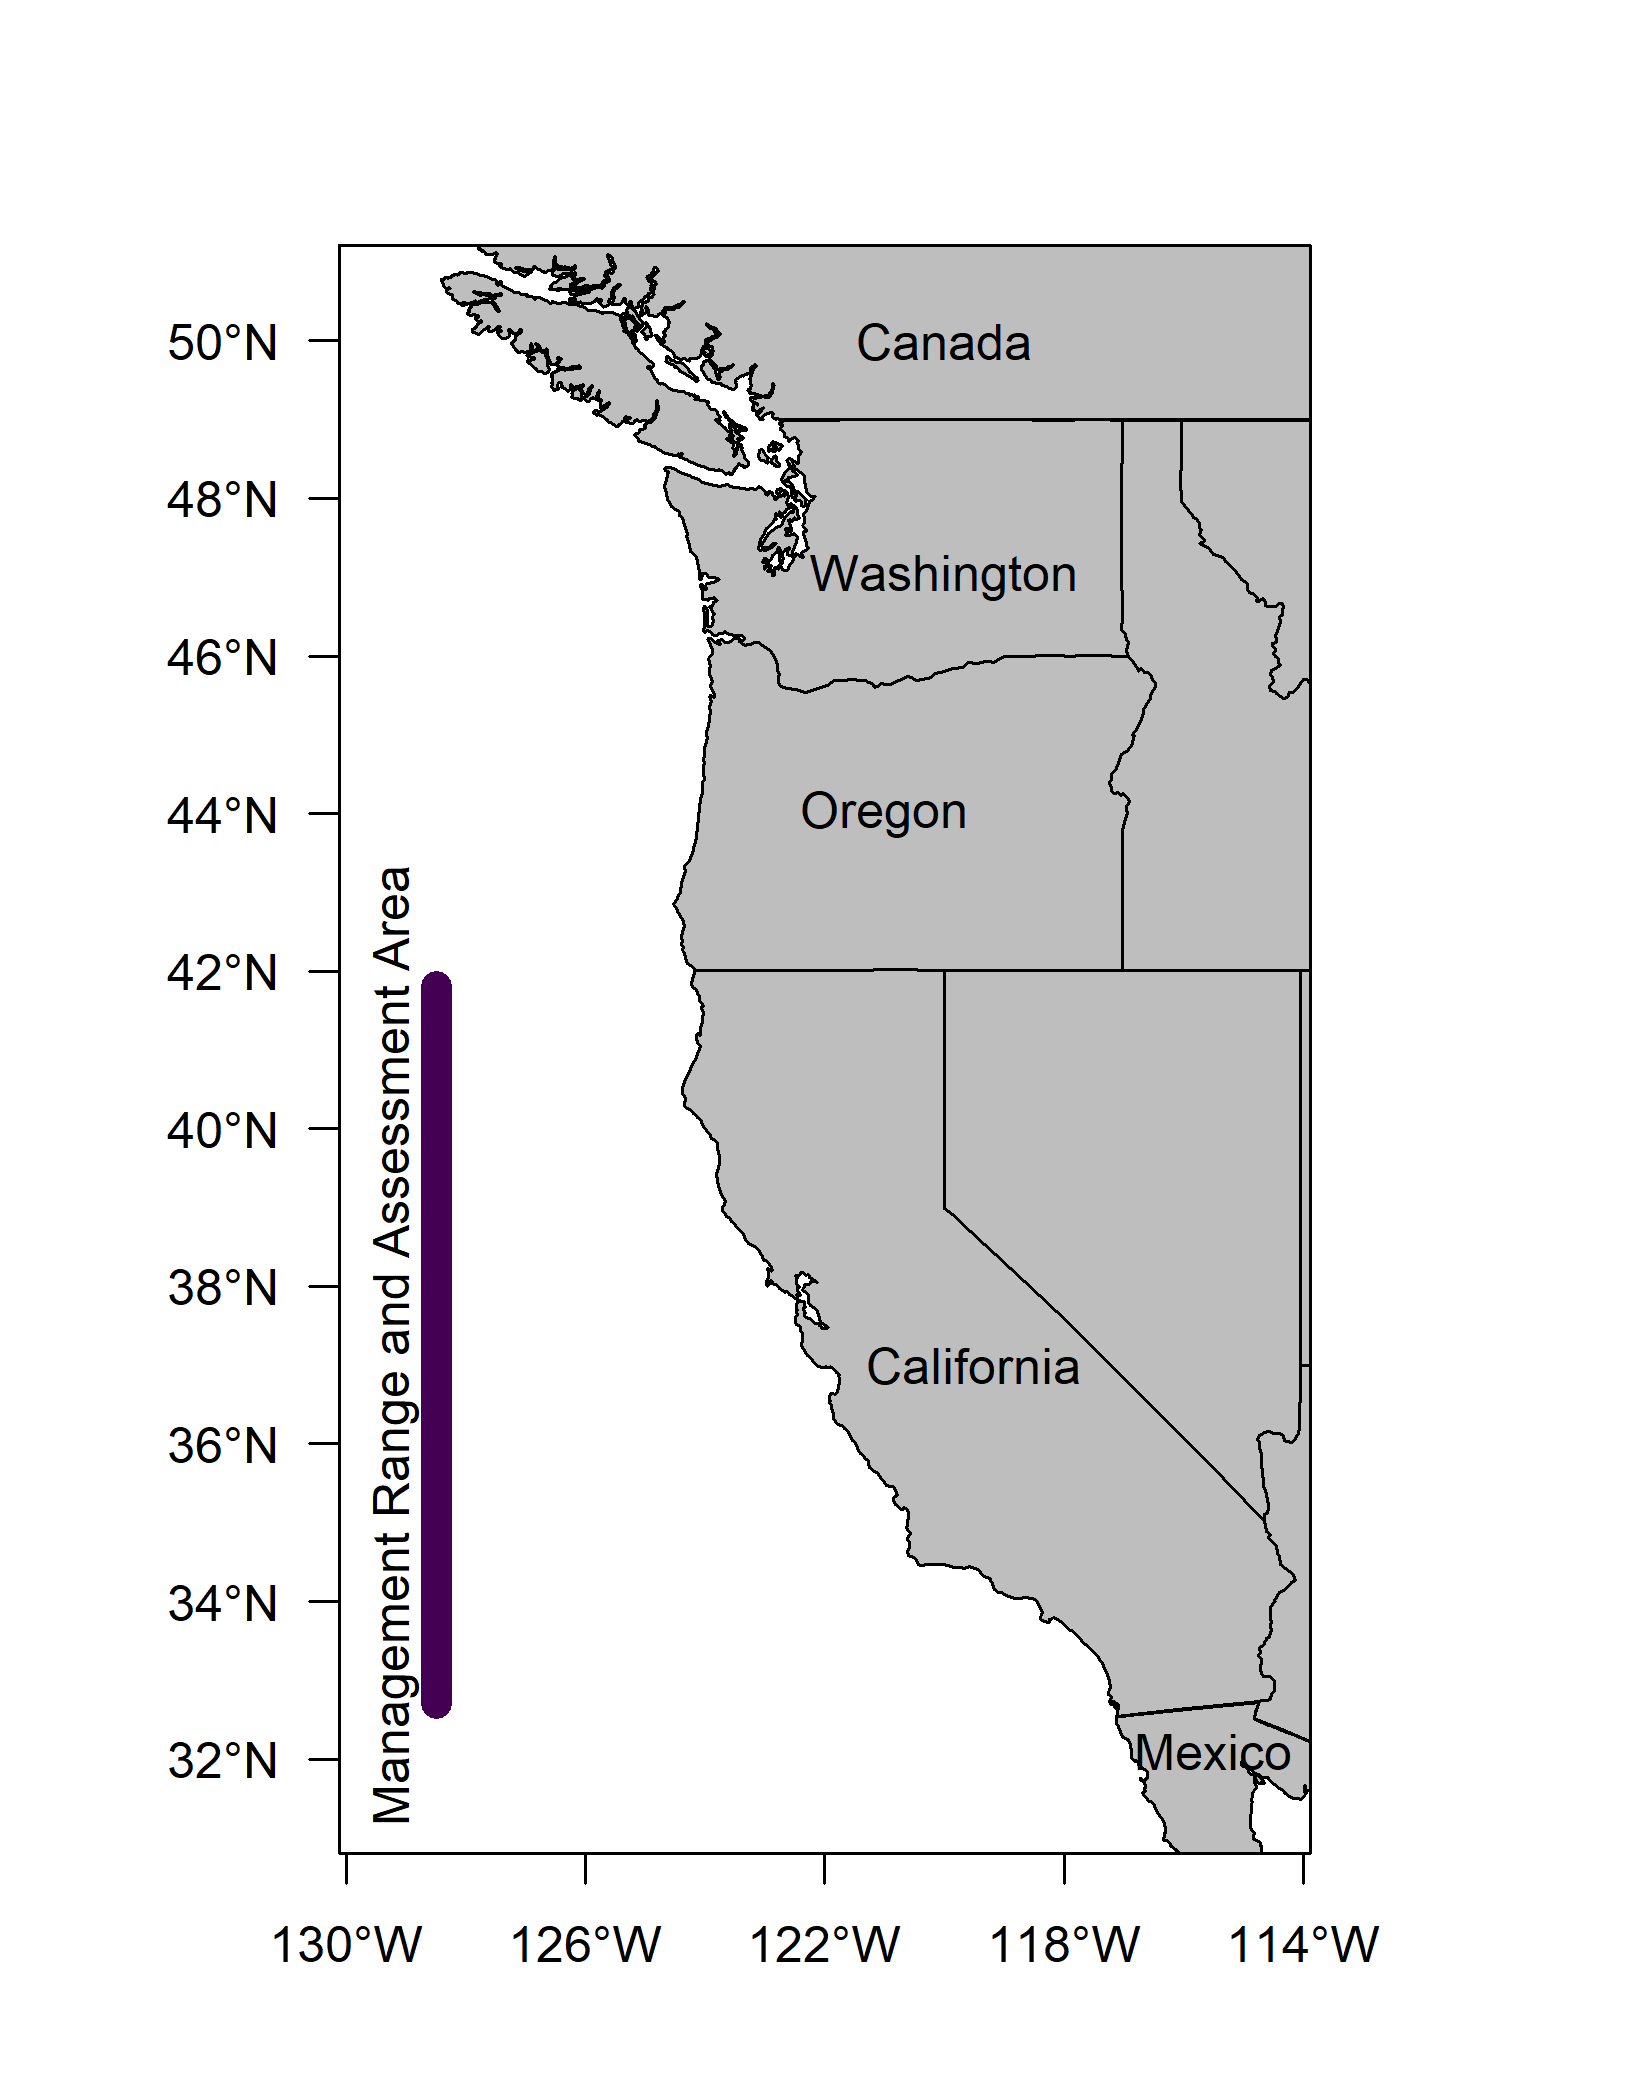 50°N
48°N
46°N
44°N
42°N
40°N
38°N
36°N
34°N
32°N
Management Range and Assessment Area
Canada
Washington
Oregon
California
Mexico
130°W
126°W
122°W
118°W
114°W